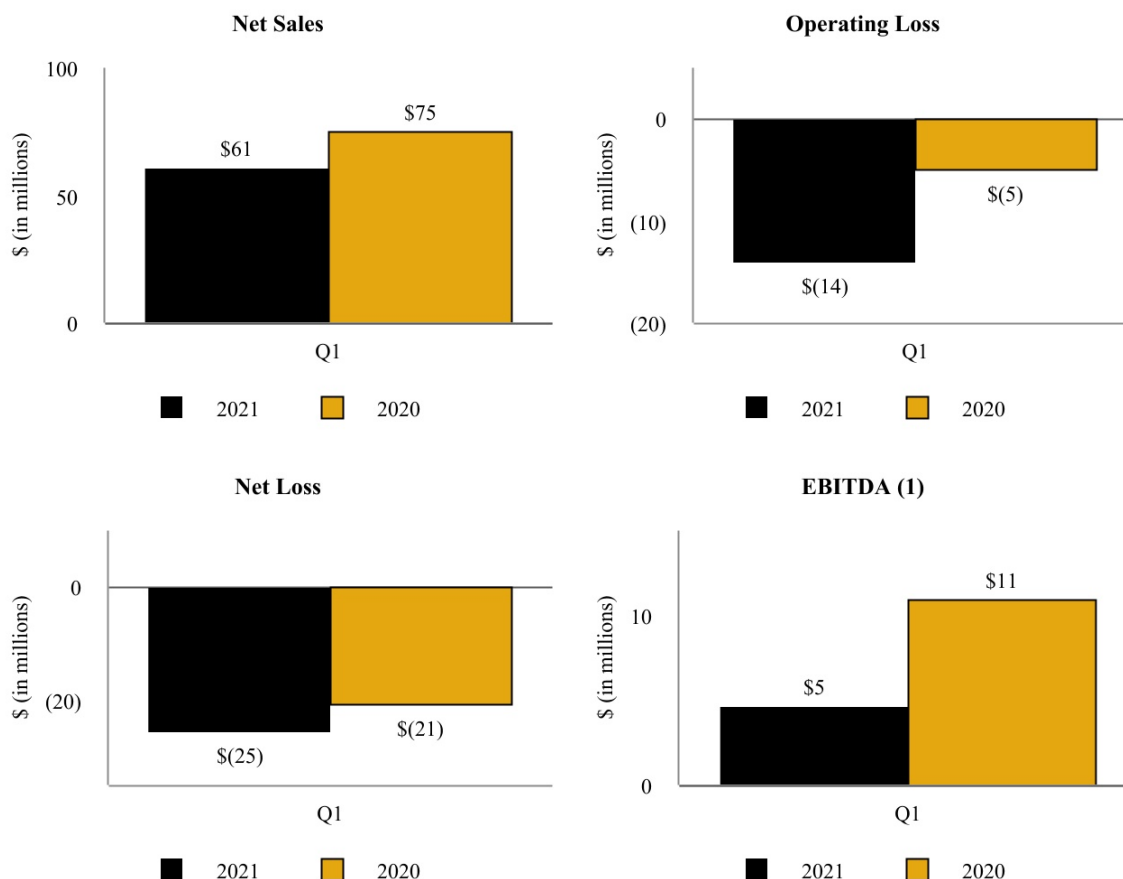 Net Sales
$ (in millions)
100
50
0
$61
$75
Q1
2021 2020
Operating Loss
$ (in millions)
0
(10)
(20)
$(14)
$(5)
Q1
2021 2020
Net Loss
$ (in millions)
0
(20)
$(25)
$(21)
Q1
2021 2020
EBITDA (1)
$ (in millions)
10
0
$5
$11
Q1
2021 2020